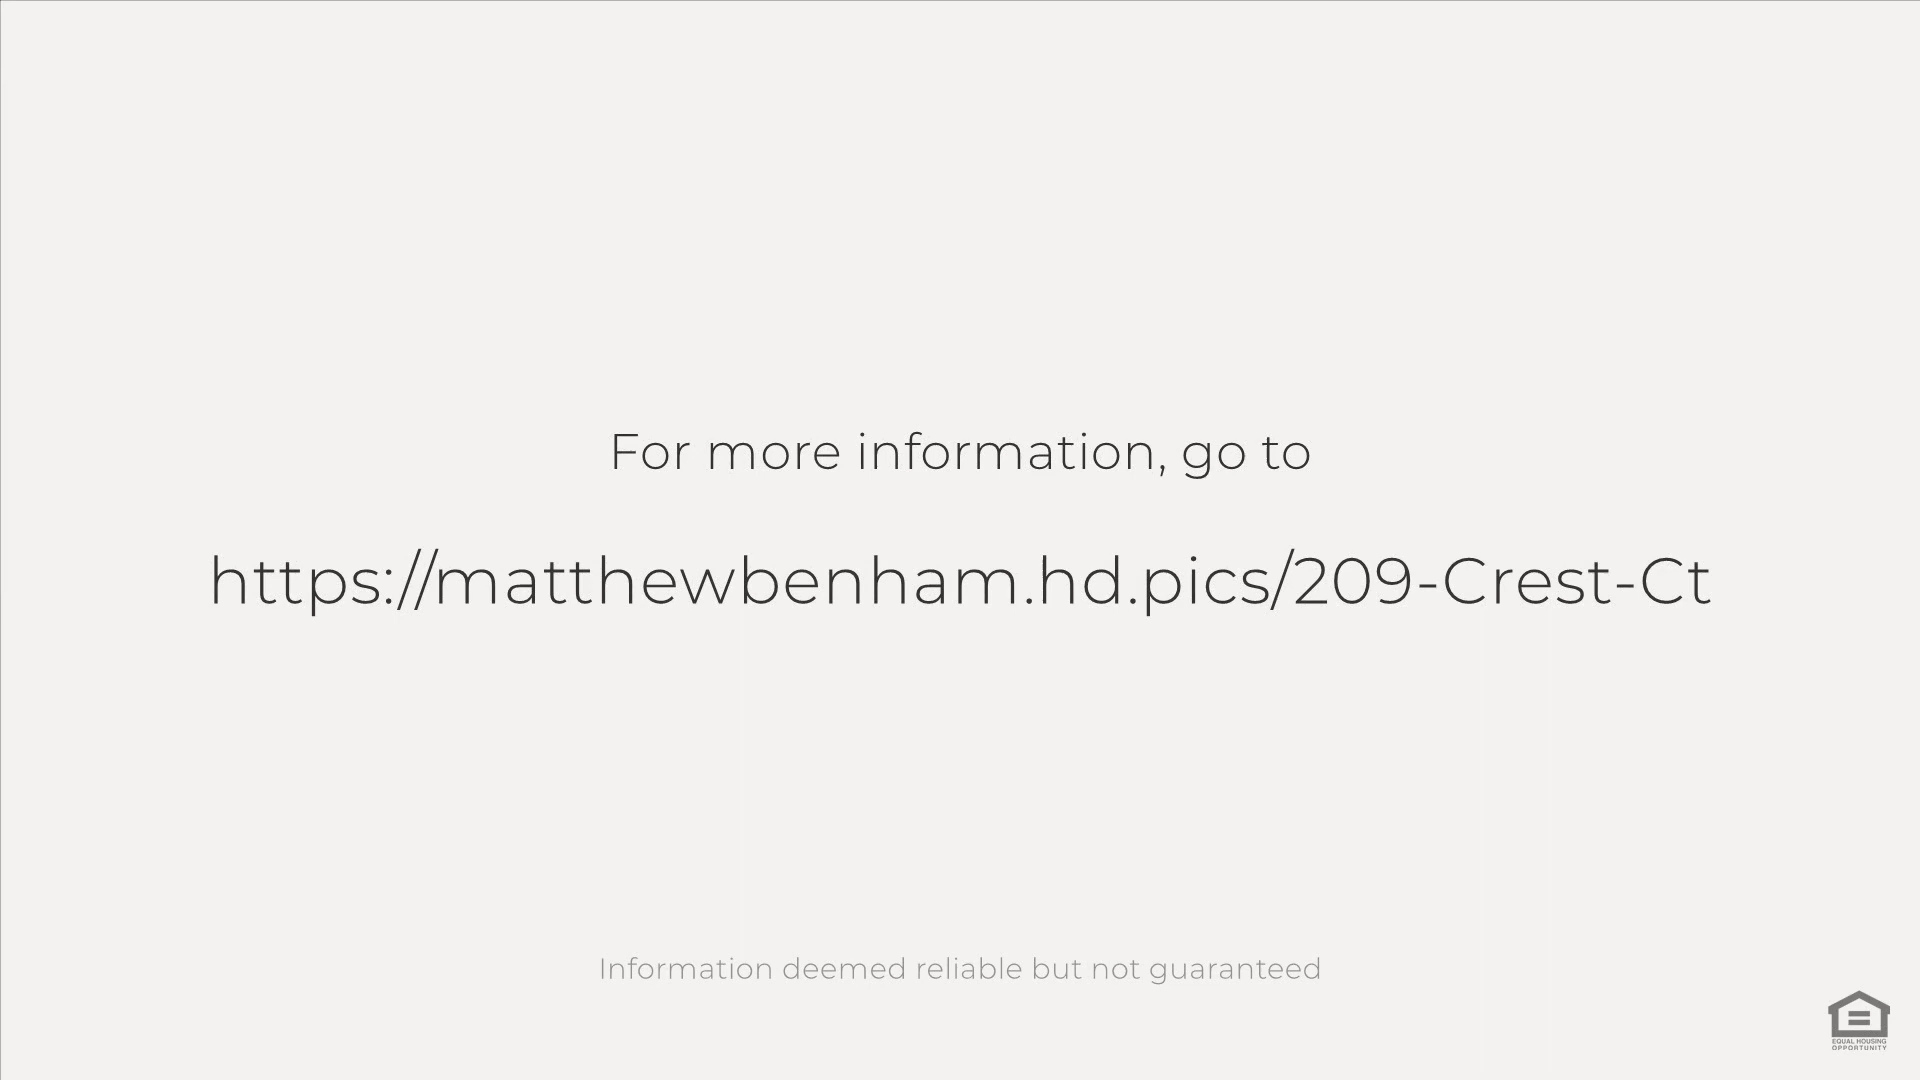 For more information, go to
https://matthewbenham.hd.pics/209-Crest-Ct
Information deemed reliable but not guaranteed
EQUAL HOUSING
OPPORTUNITY